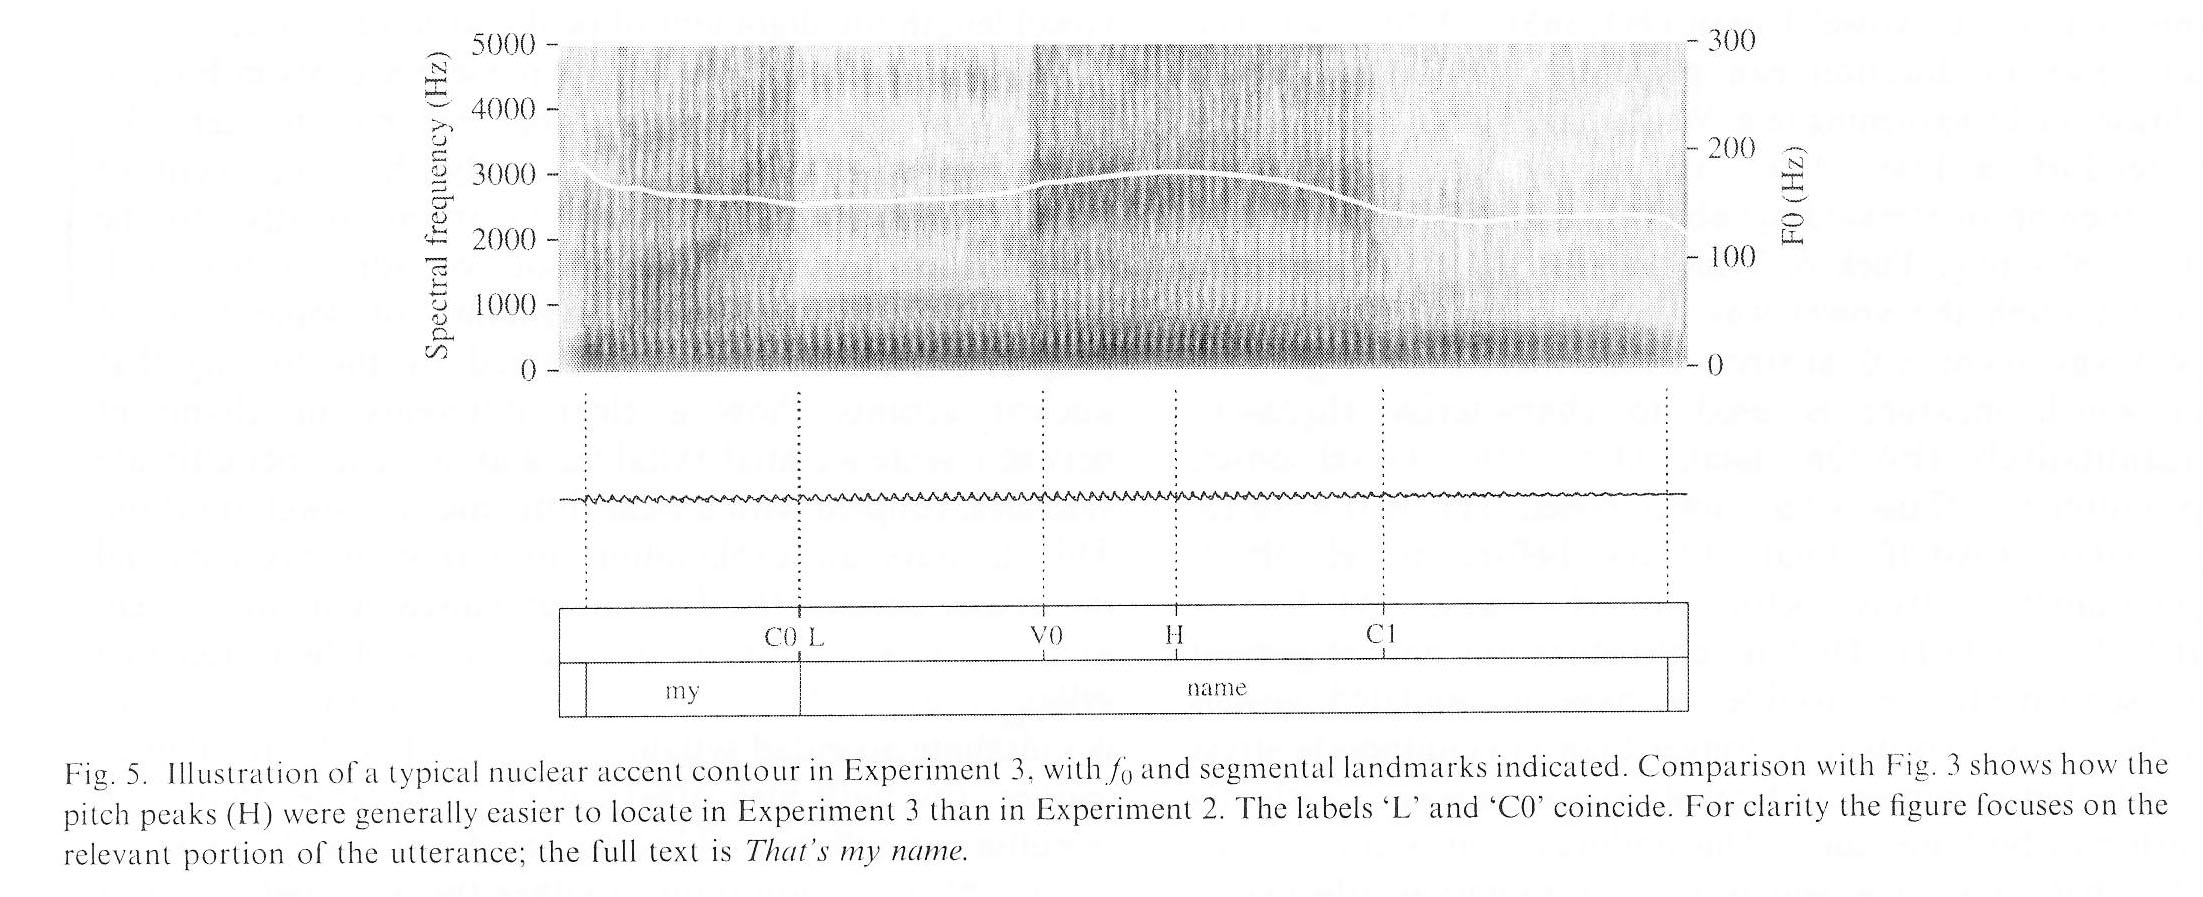 5000
4000
3000
2000
1000
0
Spectral frequency (Hz)
300
200
100
0
F0 (Hz)
C0 L V0 H C1
my name
Fig. 5. Illustration of a typical nuclear accent contour in Experiment 3, with f0 and segmental landmarks indicated. Comparison with Fig. 3 shows how the
pitch peaks (H) were generally easier to locate in Experiment 3 than in Experiment 2. The labels ‘L’ and ‘C0’ coincide. For clarity the figure focuses on the
relevant portion of the utterance; the full text is That's my name.